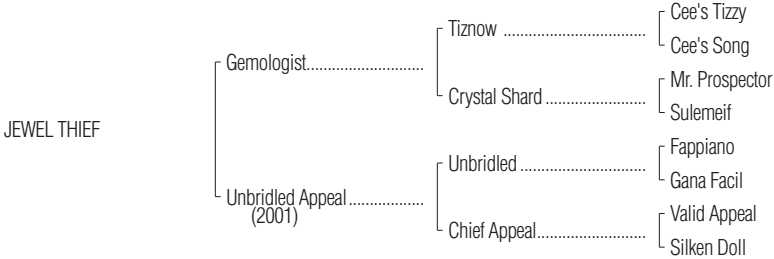 Cee's Tizzy
Tiznow ....................................
Cee's Song
Gemologist.............................
Mr. Prospector
Crystal Shard .........................
Sulemeif
JEWEL THIEF
Fappiano
Unbridled ................................
Gana Facil
Unbridled Appeal....................
(2001)
Valid Appeal
Chief Appeal...........................
Silken Doll